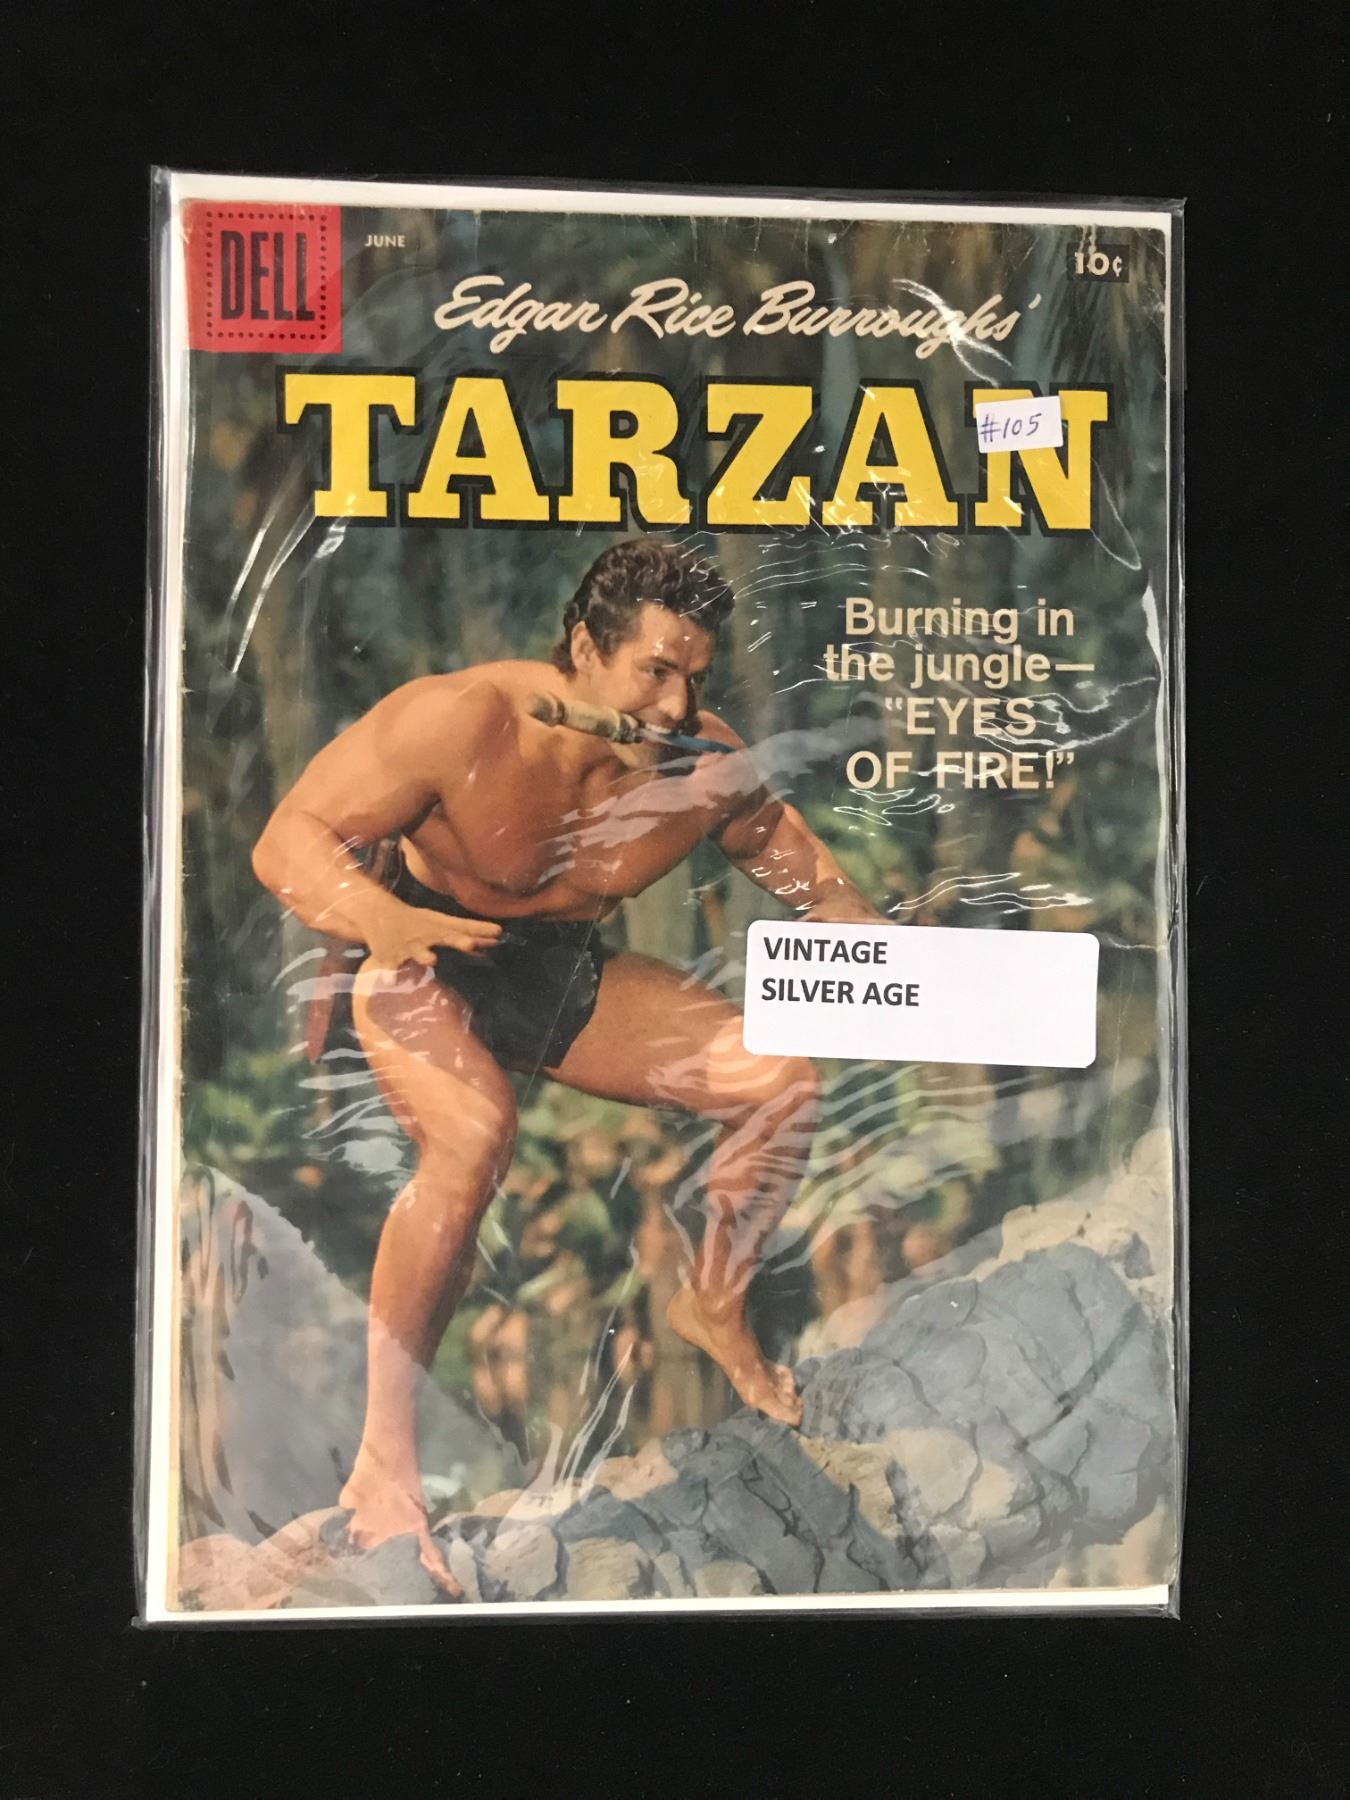 DELL
JUNE
10¢
Edgar Rice Burroughs'
TARZAN
#105
Burning in
the jungle—
"EYES
OF FIRE!"
VINTAGE
SILVER AGE